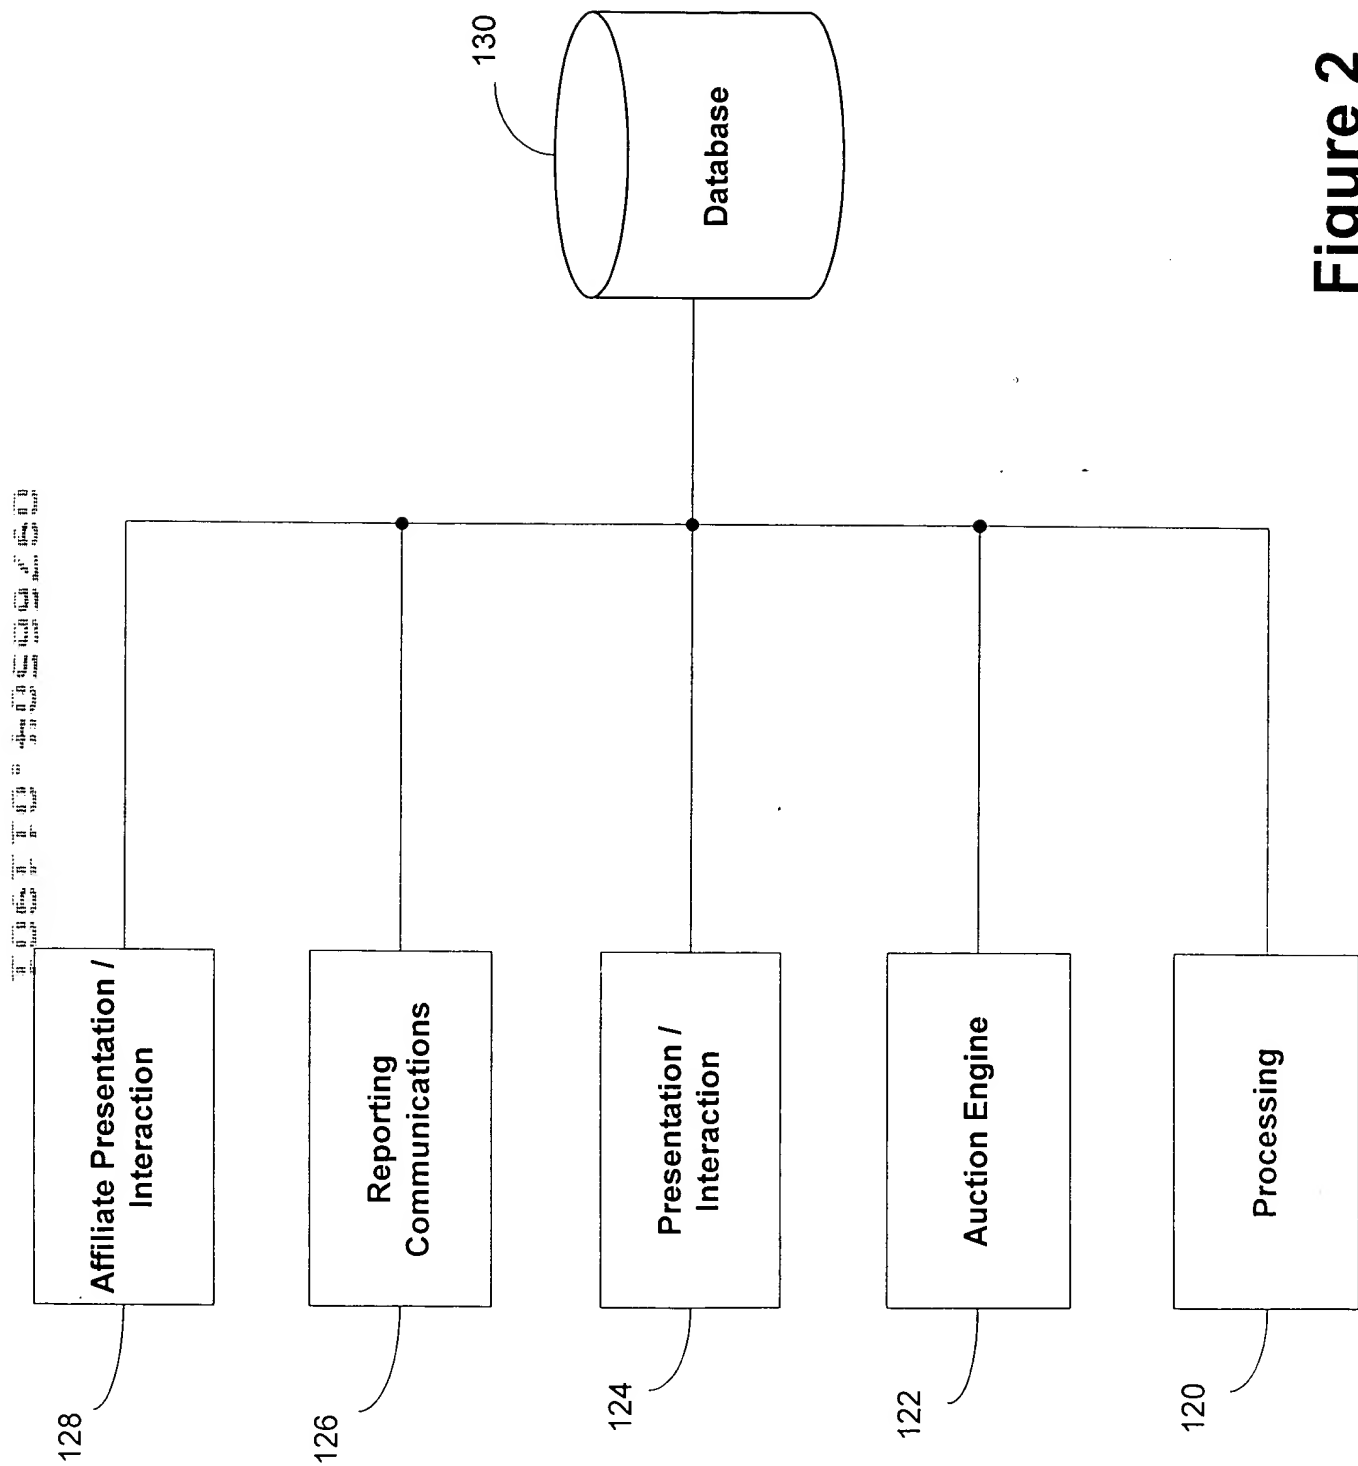 130
Database
128
Affiliate Presentation /
Interaction
126
Reporting
Communications
124
Presentation /
Interaction
122
Auction Engine
120
Processing
Figure 2